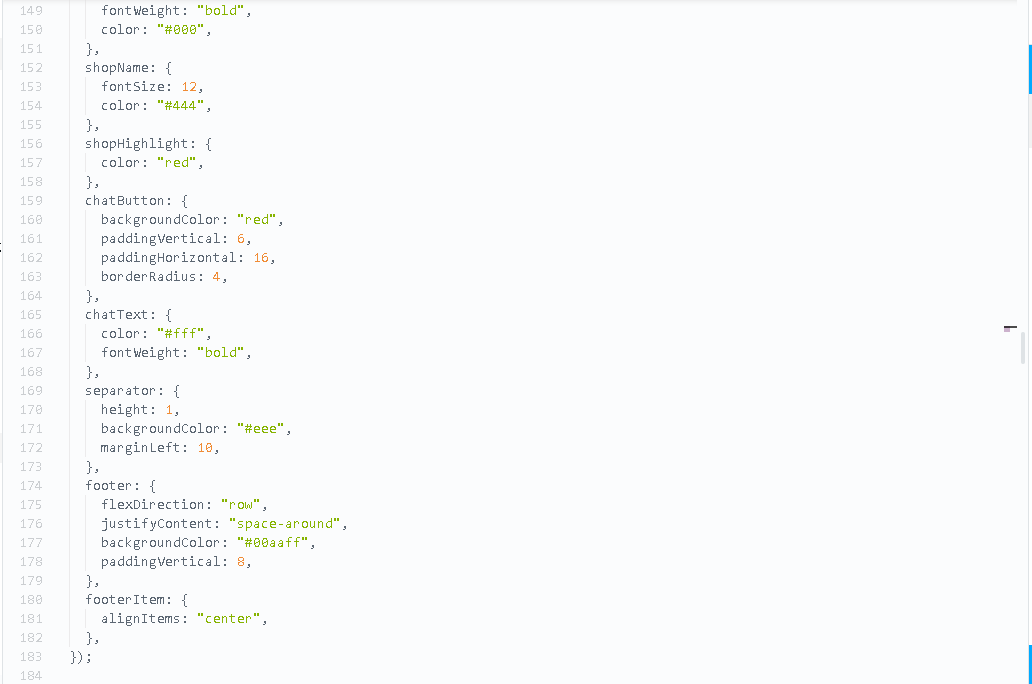 149     fontWeight: "bold",
150     color: "#000",
151   },
152   shopName: {
153     fontSize: 12,
154     color: "#444",
155   },
156   shopHighlight: {
157     color: "red",
158   },
159   chatButton: {
160     backgroundColor: "red",
161     paddingVertical: 6,
162     paddingHorizontal: 16,
163     borderRadius: 4,
164   },
165   chatText: {
166     color: "#fff",
167     fontWeight: "bold",
168   },
169   separator: {
170     height: 1,
171     backgroundColor: "#eee",
172     marginLeft: 10,
173   },
174   footer: {
175     flexDirection: "row",
176     justifyContent: "space-around",
177     backgroundColor: "#00aaff",
178     paddingVertical: 8,
179   },
180   footerItem: {
181     alignItems: "center",
182   },
183 });
184